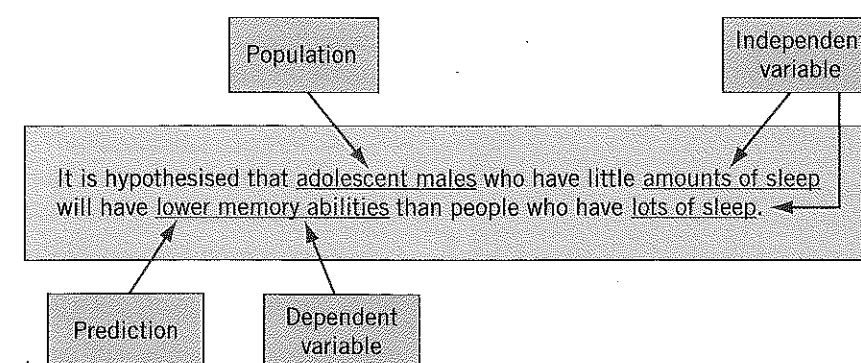 Population
Independent
variable
It is hypothesised that adolescent males who have little amounts of sleep
will have lower memory abilities than people who have lots of sleep.
Prediction
Dependent
variable